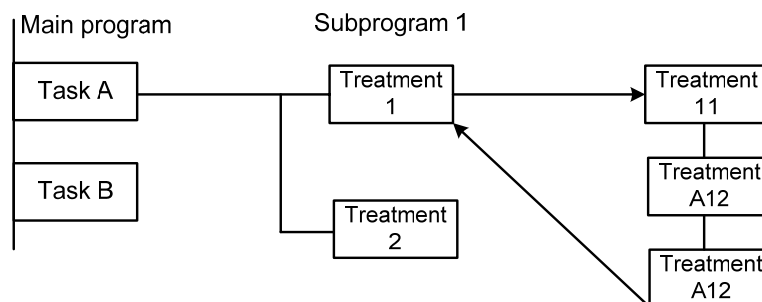 Main program
Subprogram 1
Task A
Treatment
1
Treatment
11
Task B
Treatment
A12
Treatment
2
Treatment
A12